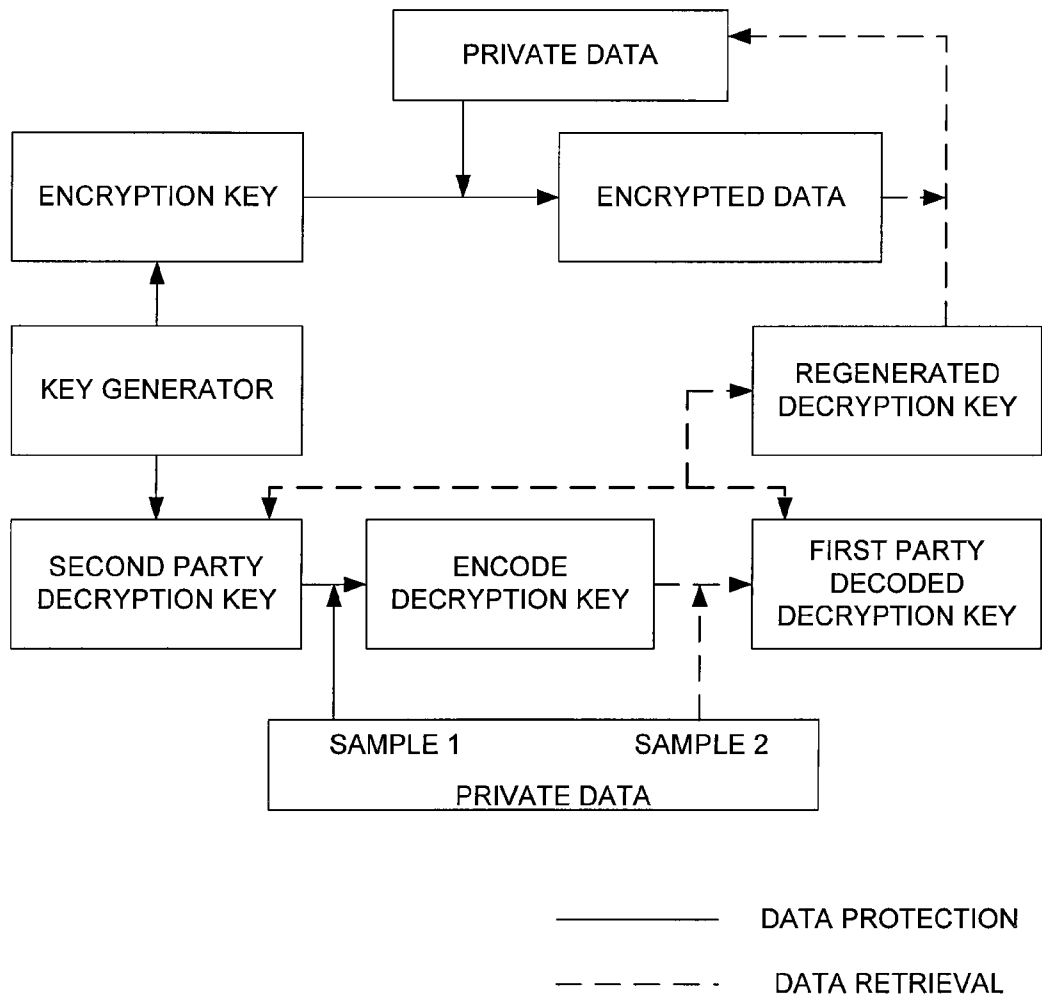 PRIVATE DATA
ENCRYPTION KEY
ENCRYPTED DATA
KEY GENERATOR
REGENERATED
DECRYPTION KEY
SECOND PARTY
DECRYPTION KEY
ENCODE
DECRYPTION KEY
FIRST PARTY
DECODED
DECRYPTION KEY
SAMPLE 1
SAMPLE 2
PRIVATE DATA
DATA PROTECTION
DATA RETRIEVAL